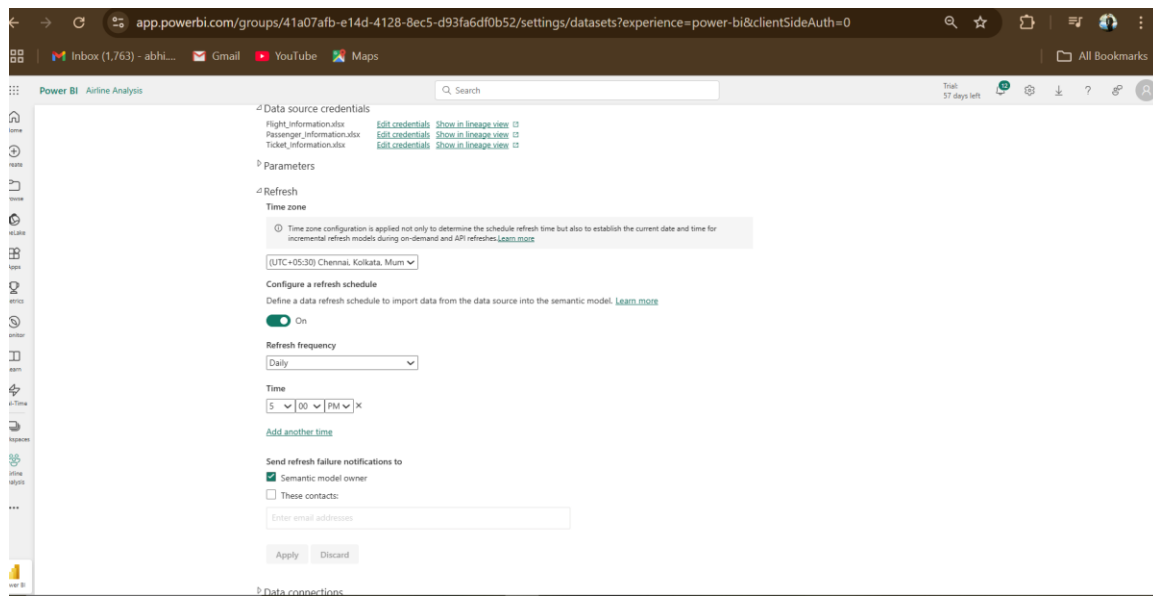 app.powerbi.com/groups/41a07afb-e14d-4128-8ec5-d93fa6df0b52/settings/datasets?experience=power-bi&clientSideAuth=0
Inbox (1,763) - abhi.... Gmail YouTube Maps All Bookmarks
Power BI Airline Analysis Search Trial: 57 days left 12
Data source credentials
Flight_Information.xlsx Edit credentials Show in lineage view
Passenger_Information.xlsx Edit credentials Show in lineage view
Ticket_Information.xlsx Edit credentials Show in lineage view
Parameters
Refresh
Time zone
Time zone configuration is applied not only to determine the schedule refresh time but also to establish the current date and time for
incremental refresh models during on-demand and API refreshes.Learn more
(UTC+05:30) Chennai, Kolkata, Mum
Configure a refresh schedule
Define a data refresh schedule to import data from the data source into the semantic model. Learn more
On
Refresh frequency
Daily
Time
5 00 PM
Add another time
Send refresh failure notifications to
Semantic model owner
These contacts:
Enter email addresses
Apply Discard
Data connections